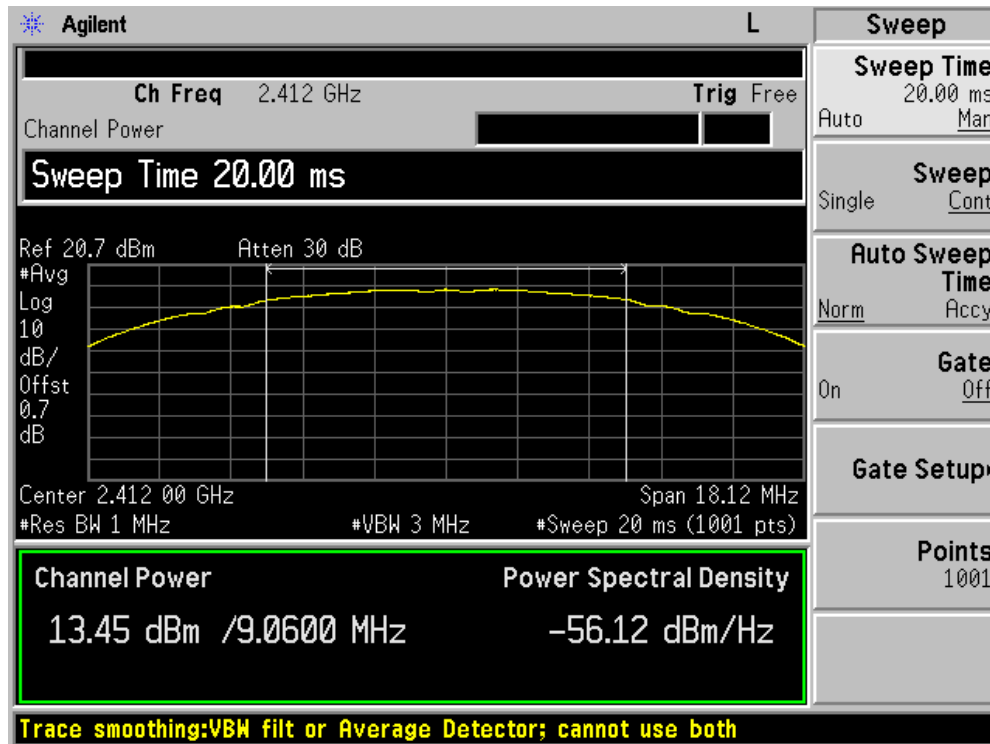 Agilent L
Ch Freq 2.412 GHz Trig Free
Channel Power
Sweep Time 20.00 ms
Ref 20.7 dBm Atten 30 dB
#Avg
Log
10
dB/
Offst
0.7
dB
Center 2.412 00 GHz Span 18.12 MHz
#Res BW 1 MHz #VBW 3 MHz #Sweep 20 ms (1001 pts)
Channel Power Power Spectral Density
13.45 dBm /9.0600 MHz -56.12 dBm/Hz
Trace smoothing:VBW filt or Average Detector; cannot use both
Sweep
Sweep Time
20.00 ms
Auto Man
Sweep
Single Cont
Auto Sweep
Time
Norm Accy
Gate
On Off
Gate Setup
Points
1001